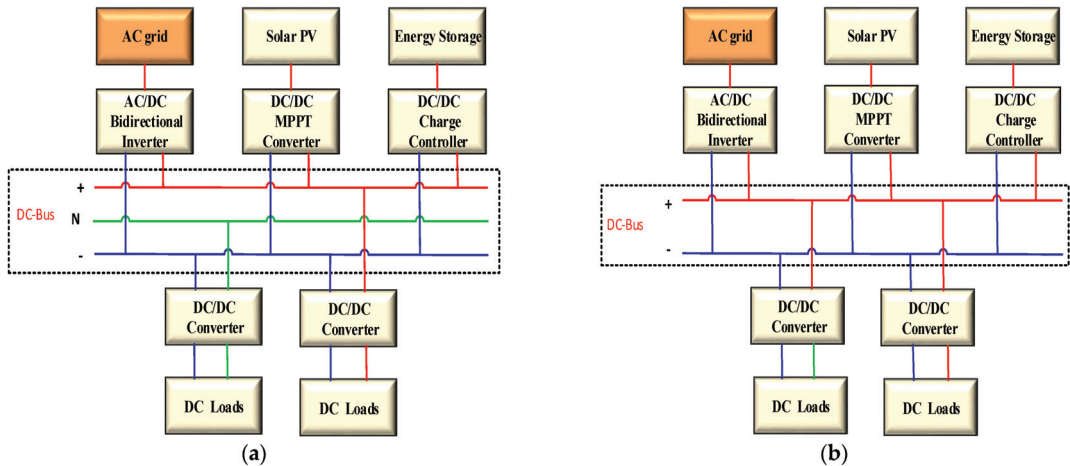 AC grid
Solar PV
Energy Storage
AC/DC
Bidirectional
Inverter
DC/DC
MPPT
Converter
DC/DC
Charge
Controller
+
DC-Bus
N
-
DC/DC
Converter
DC/DC
Converter
DC Loads
DC Loads
(a)
AC grid
Solar PV
Energy Storage
AC/DC
Bidirectional
Inverter
DC/DC
MPPT
Converter
DC/DC
Charge
Controller
+
DC-Bus
-
DC/DC
Converter
DC/DC
Converter
DC Loads
DC Loads
(b)